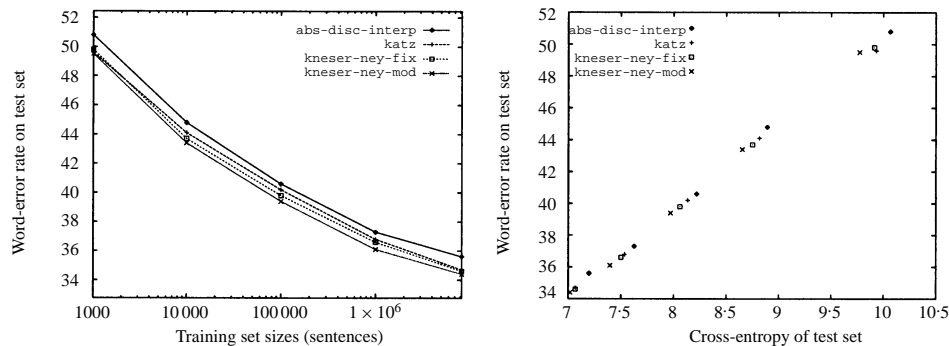 52
50
48
46
44
42
40
38
36
34
Word-error rate on test set
abs-disc-interp
katz
kneser-ney-fix
kneser-ney-mod
1000
10 000
100 000
1 × 10⁶
Training set sizes (sentences)
52
50
48
46
44
42
40
38
36
34
Word-error rate on test set
abs-disc-interp
katz
kneser-ney-fix
kneser-ney-mod
7
7·5
8
8·5
9
9·5
10
10·5
Cross-entropy of test set